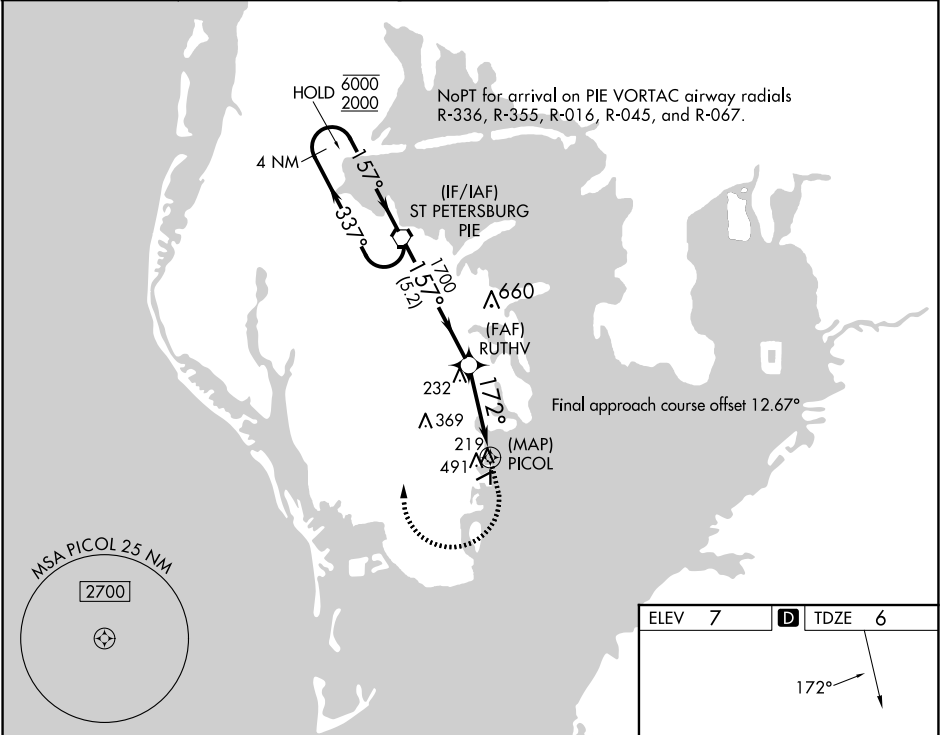 HOLD 6000
2000
NoPT for arrival on PIE VORTAC airway radials
R-336, R-355, R-016, R-045, and R-067.
4 NM
157°
337°
(IF/IAF)
ST PETERSBURG
PIE
1700
157°
(5.2)
660
(FAF)
RUTHV
232
172°
Final approach course offset 12.67°
369
219
491
(MAP)
PICOL
MSA PICOL 25 NM
2700
ELEV 7 D TDZE 6
172°